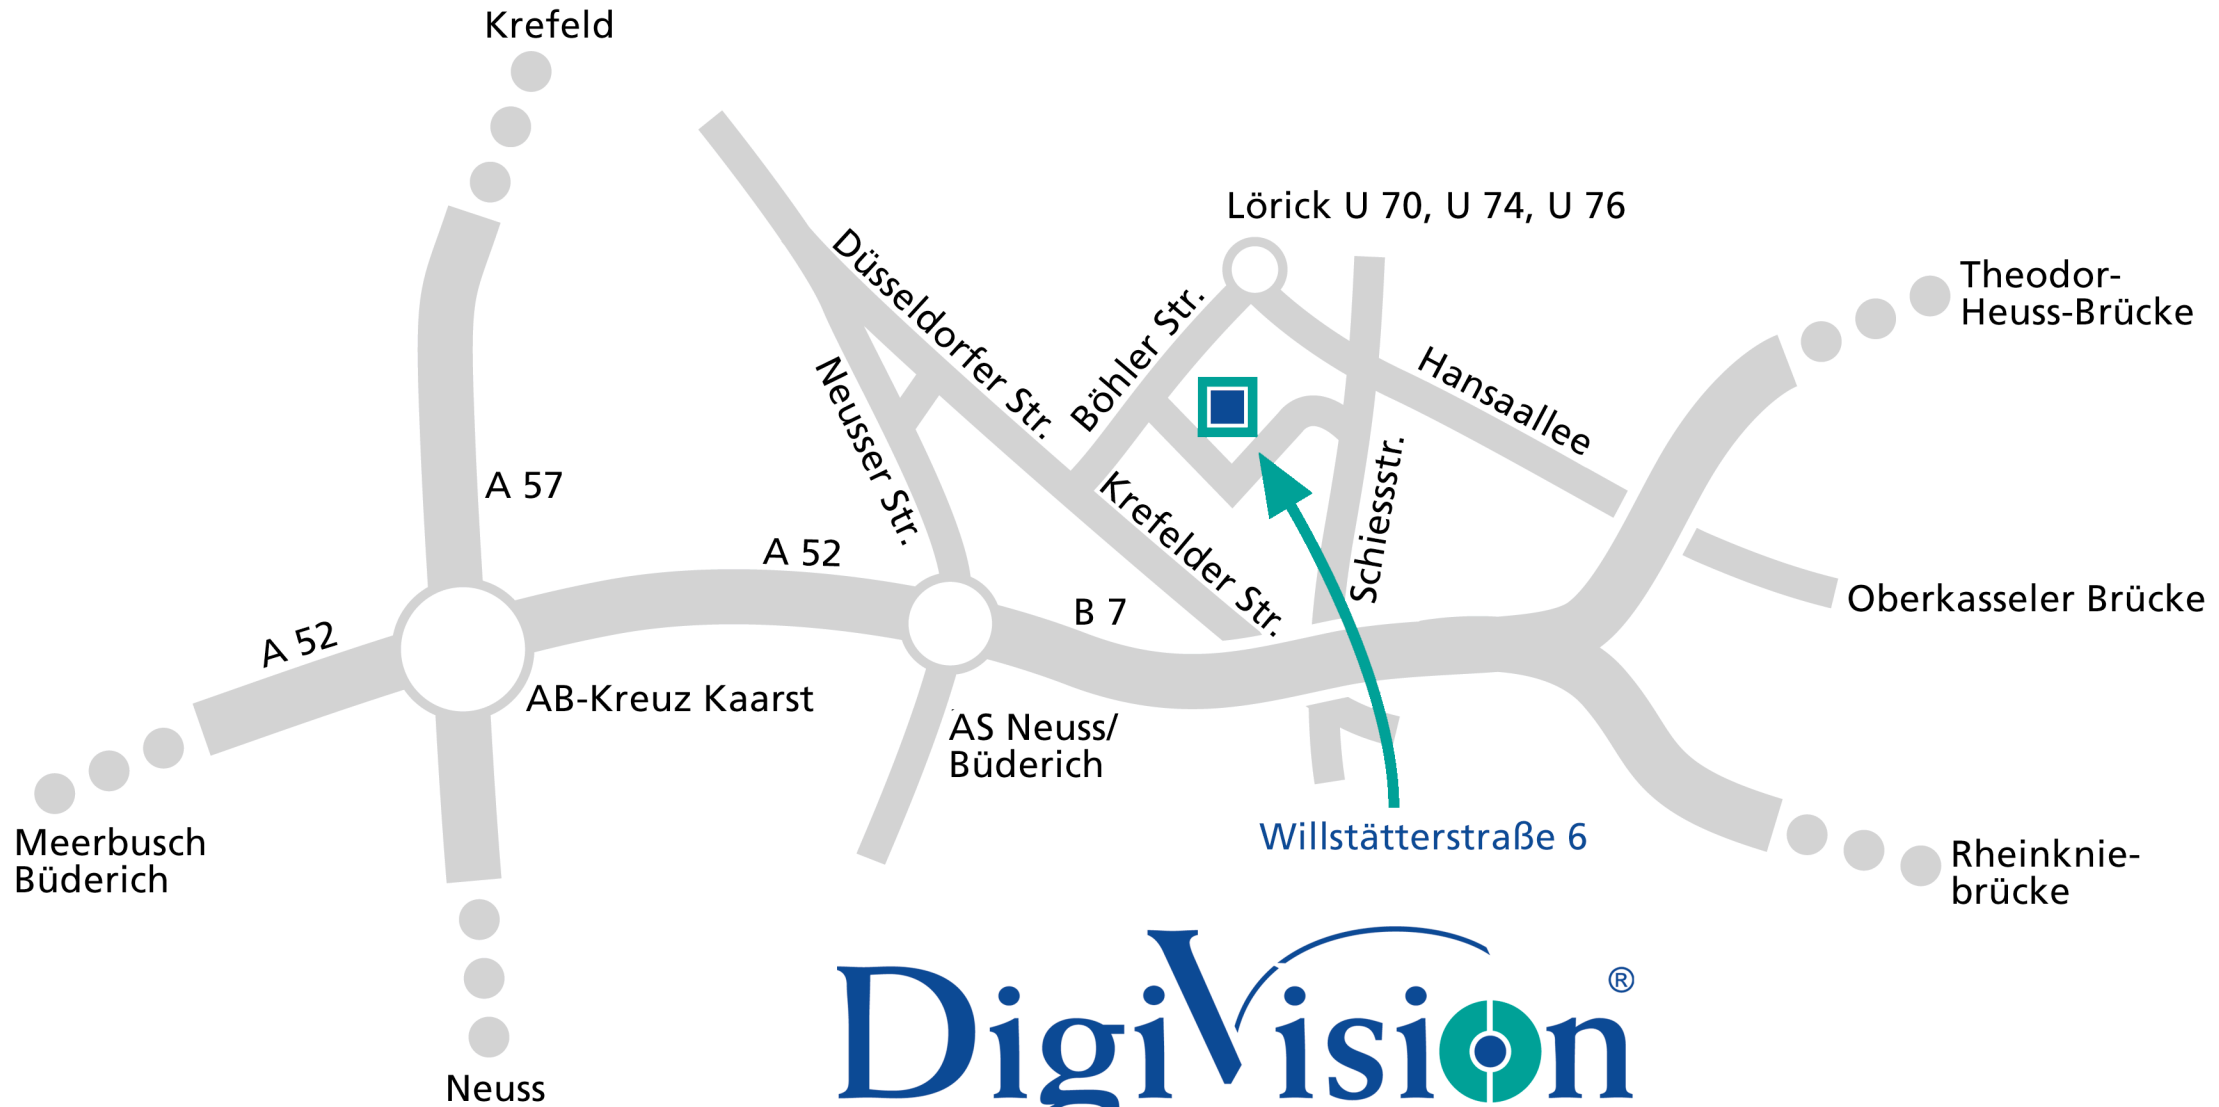 Krefeld
Lörick U 70, U 74, U 76
Düsseldorfer Str.
Theodor-
Heuss-Brücke
Böhler Str.
Hansaallee
Neusser Str.
A 57
Krefelder Str.
Schiessstr.
A 52
B 7
Oberkasseler Brücke
A 52
AB-Kreuz Kaarst
AS Neuss/
Büderich
Meerbusch
Büderich
Willstätterstraße 6
Rheinknie-
brücke
DigiVision ®
Neuss